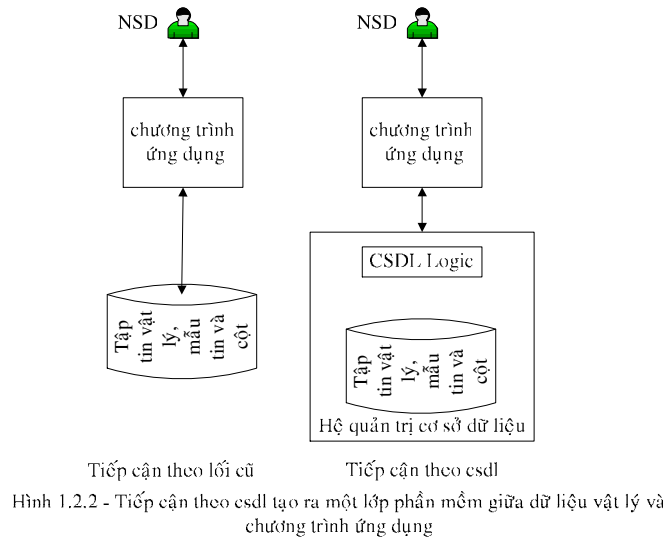 NSD
chương trình
ứng dụng
Tập
tin vật
lý,
mẫu
tin và
cột
Tiếp cận theo lối cũ
NSD
chương trình
ứng dụng
CSDL Logic
Tập
tin vật
lý,
mẫu
tin và
cột
Hệ quản trị cơ sở dữ liệu
Tiếp cận theo csdl
Hình 1.2.2 - Tiếp cận theo csdl tạo ra một lớp phần mềm giữa dữ liệu vật lý và
chương trình ứng dụng